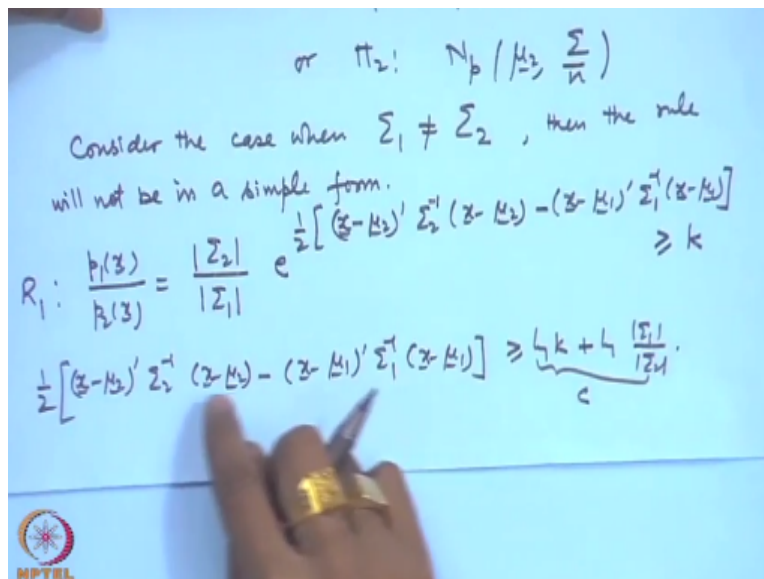 or Π₂: Nₚ(μ₂, Σ/n)
Consider the case when Σ₁ ≠ Σ₂, then the rule
will not be in a simple form.
R₁: p₁(x)/p₂(x) = |Σ₂|/|Σ₁| e^{½[(x-μ₂)' Σ₂⁻¹ (x-μ₂) - (x-μ₁)' Σ₁⁻¹ (x-μ₁)]} ≥ k
½[(x-μ₂)' Σ₂⁻¹ (x-μ₂) - (x-μ₁)' Σ₁⁻¹ (x-μ₁)] ≥ ln k + ln |Σ₁|/|Σ₂|.
c
NPTEL